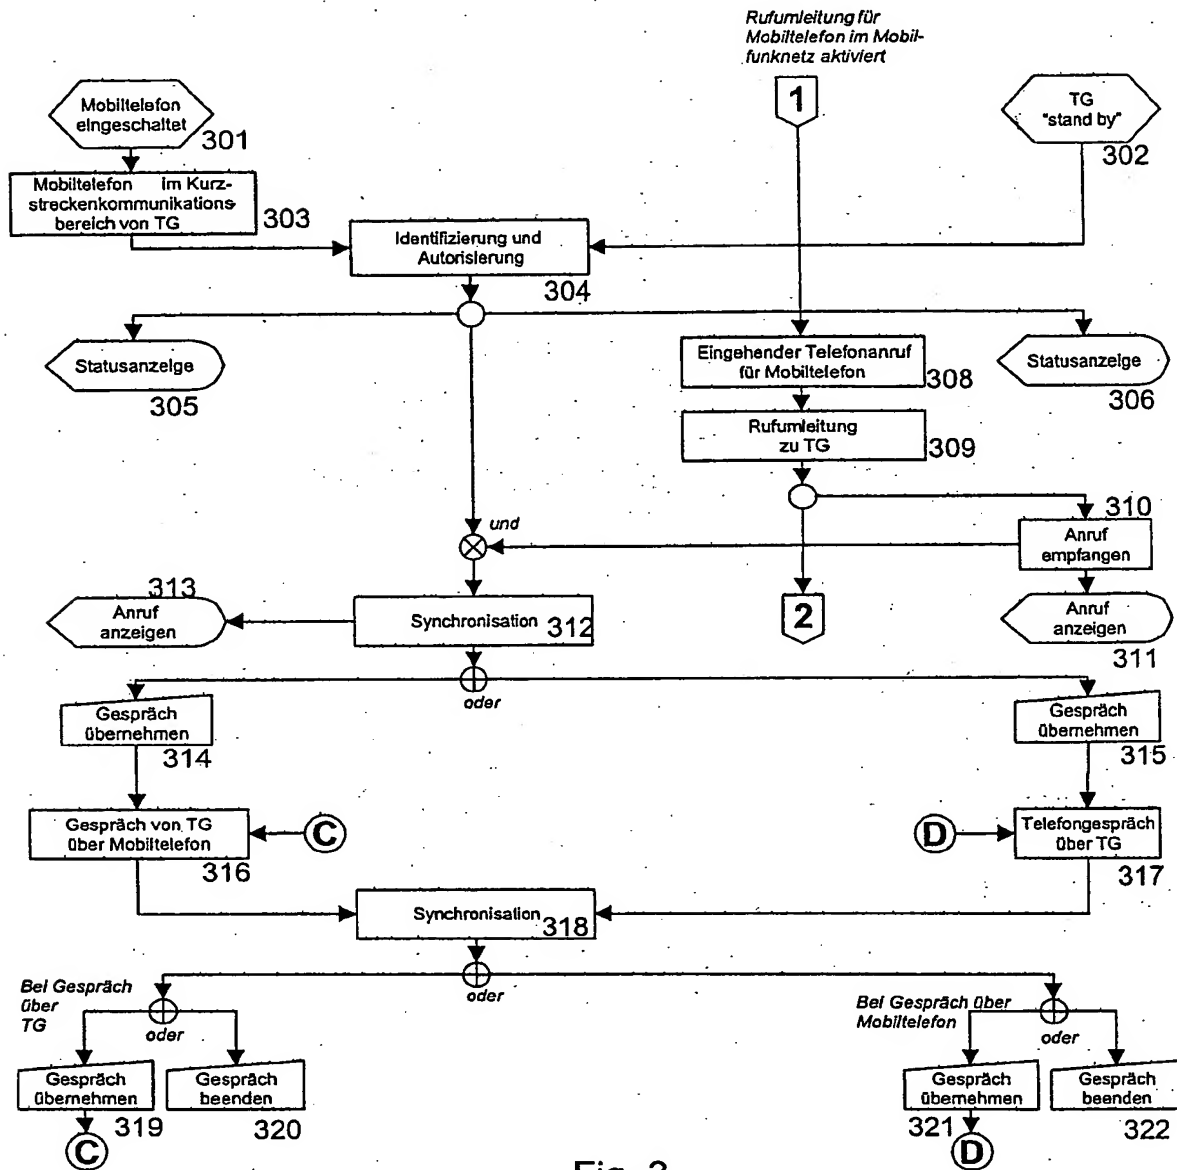 Rufumleitung für
Mobiltelefon im Mobil-
funknetz aktiviert
Mobiltelefon
eingeschaltet
301
1
TG
"stand by"
302
Mobiltelefon im Kurz-
streckenkommunikations-
bereich von TG
303
Identifizierung und
Autorisierung
304
Statusanzeige
305
Eingehender Telefonanruf
für Mobiltelefon
308
Statusanzeige
306
Rufumleitung
zu TG
309
310
und
Anruf
empfangen
313
Anruf
anzeigen
Synchronisation
312
2
Anruf
anzeigen
311
oder
Gespräch
übernehmen
314
Gespräch
übernehmen
315
Gespräch von TG
über Mobiltelefon
316
C
D
Telefongespräch
über TG
317
Synchronisation
318
oder
Bei Gespräch
über
TG
oder
Bei Gespräch über
Mobiltelefon
oder
Gespräch
übernehmen
319
Gespräch
beenden
320
Gespräch
übernehmen
321
Gespräch
beenden
322
C
D